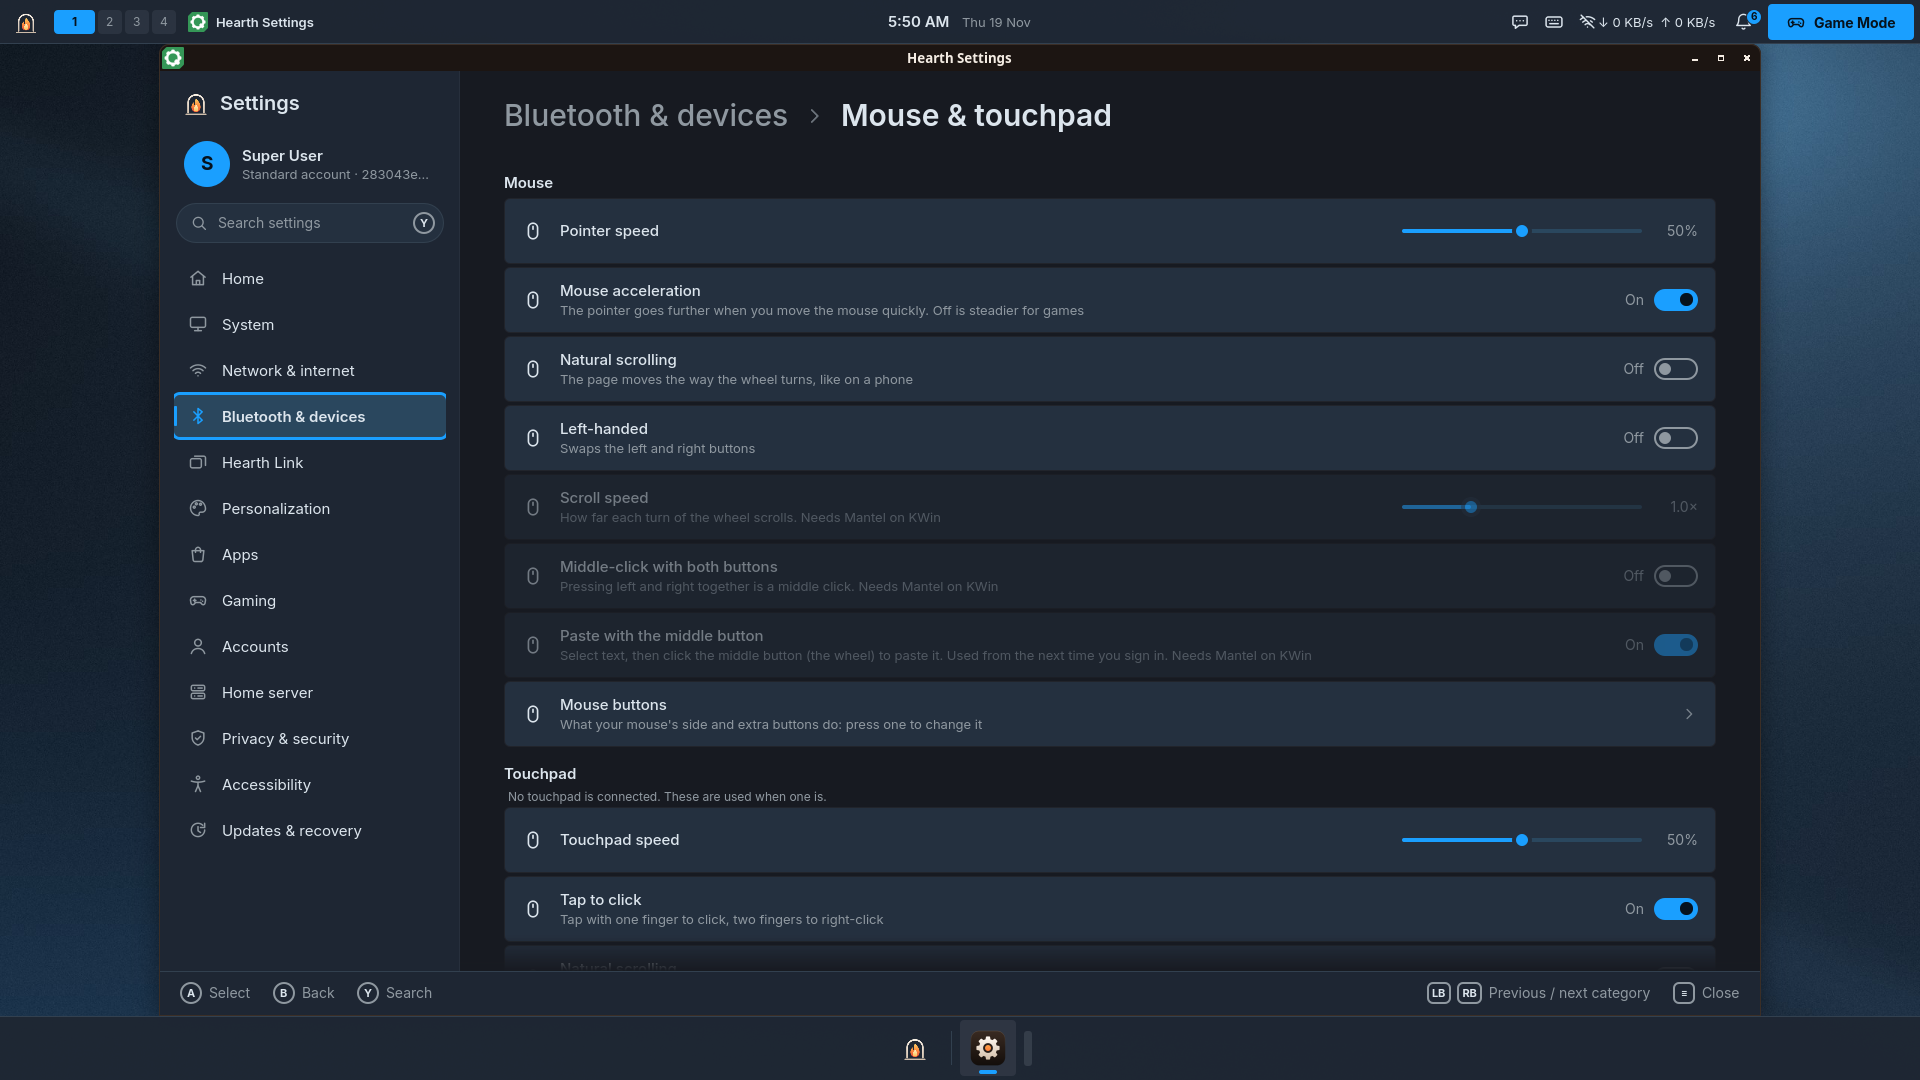 1 2 3 4 Hearth Settings 5:50 AM Thu 19 Nov ↓ 0 KB/s ↑ 0 KB/s 6 Game Mode
Hearth Settings
Settings
S Super User
Standard account · 283043e...
Search settings Y
Home
System
Network & internet
Bluetooth & devices
Hearth Link
Personalization
Apps
Gaming
Accounts
Home server
Privacy & security
Accessibility
Updates & recovery
Bluetooth & devices > Mouse & touchpad
Mouse
Pointer speed 50%
Mouse acceleration On
The pointer goes further when you move the mouse quickly. Off is steadier for games
Natural scrolling Off
The page moves the way the wheel turns, like on a phone
Left-handed Off
Swaps the left and right buttons
Scroll speed 1.0×
How far each turn of the wheel scrolls. Needs Mantel on KWin
Middle-click with both buttons Off
Pressing left and right together is a middle click. Needs Mantel on KWin
Paste with the middle button On
Select text, then click the middle button (the wheel) to paste it. Used from the next time you sign in. Needs Mantel on KWin
Mouse buttons
What your mouse's side and extra buttons do: press one to change it
Touchpad
No touchpad is connected. These are used when one is.
Touchpad speed 50%
Tap to click On
Tap with one finger to click, two fingers to right-click
Natural scrolling
A Select B Back Y Search LB RB Previous / next category ≡ Close